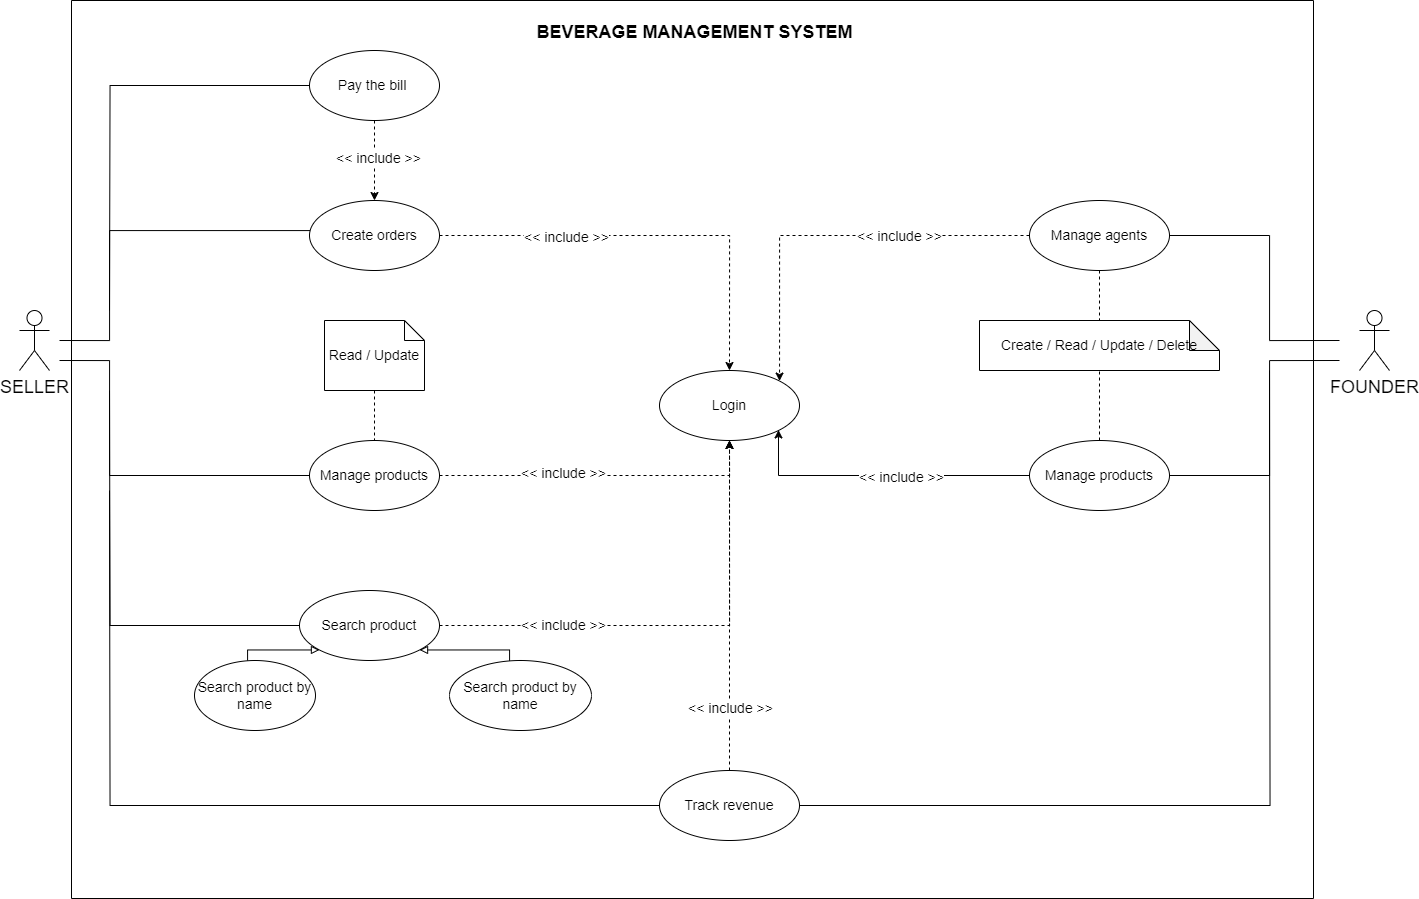 BEVERAGE MANAGEMENT SYSTEM
Pay the bill
<< include >>
Create orders
<< include >>
<< include >>
Manage agents
Read / Update
Create / Read / Update / Delete
SELLER
FOUNDER
Login
Manage products
<< include >>
<< include >>
Manage products
Search product
<< include >>
Search product by
name
Search product by
name
<< include >>
Track revenue